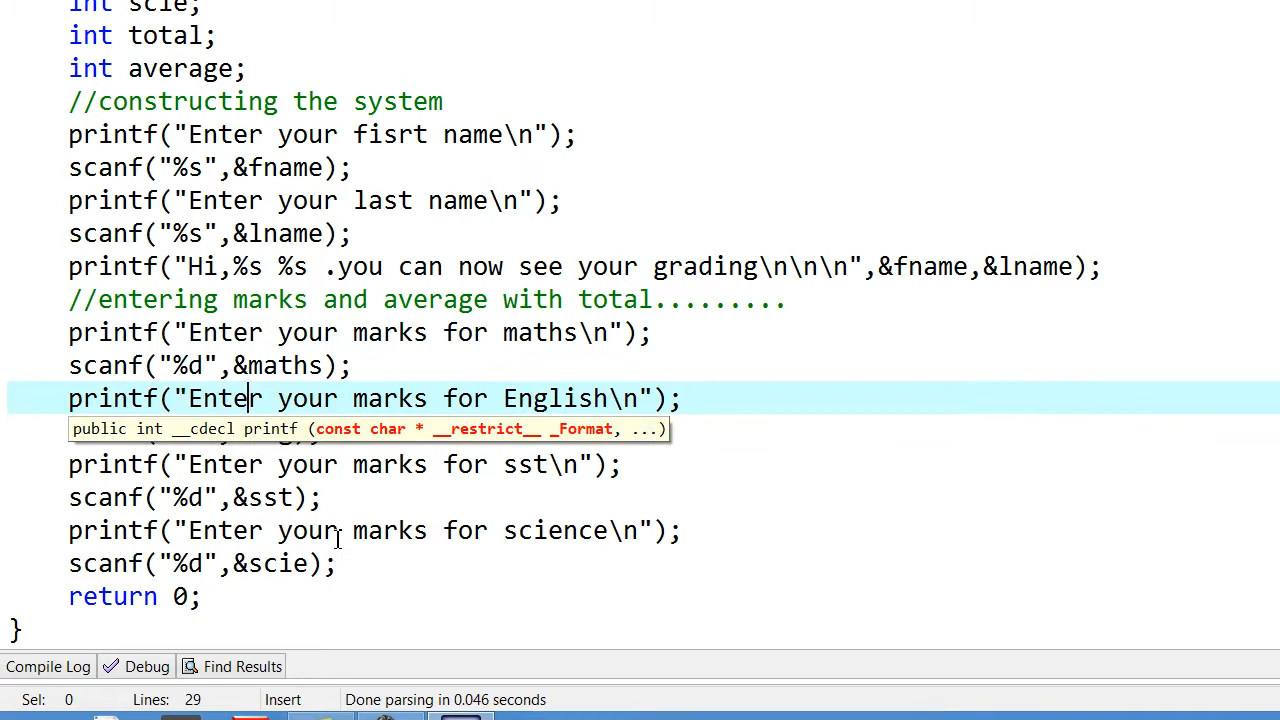 int scie;
int total;
int average;
//constructing the system
printf("Enter your fisrt name\n");
scanf("%s",&fname);
printf("Enter your last name\n");
scanf("%s",&lname);
printf("Hi,%s %s .you can now see your grading\n\n\n",&fname,&lname);
//entering marks and average with total.........
printf("Enter your marks for maths\n");
scanf("%d",&maths);
printf("Enter your marks for English\n");
public int __cdecl printf (const char * __restrict__ _Format, ...)
printf("Enter your marks for sst\n");
scanf("%d",&sst);
printf("Enter your marks for science\n");
scanf("%d",&scie);
return 0;
}
Compile Log Debug Find Results
Sel: 0 Lines: 29 Insert Done parsing in 0.046 seconds